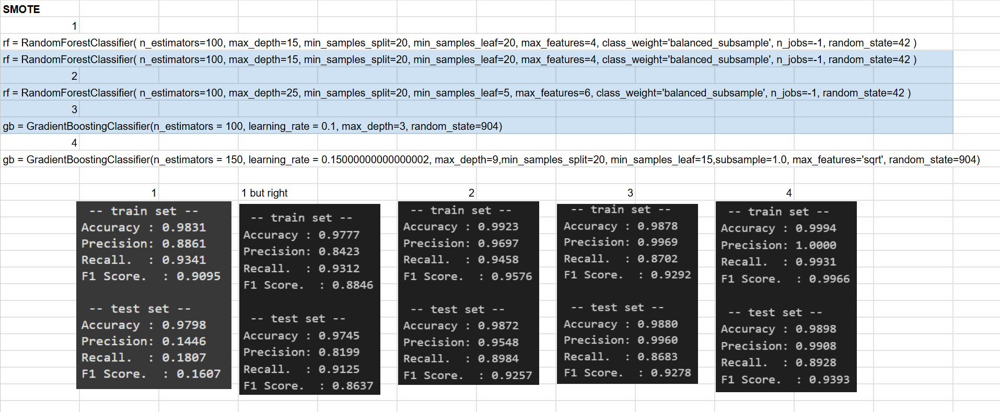 SMOTE
1
rf = RandomForestClassifier( n_estimators=100, max_depth=15, min_samples_split=20, min_samples_leaf=20, max_features=4, class_weight='balanced_subsample', n_jobs=-1, random_state=42 )
rf = RandomForestClassifier( n_estimators=100, max_depth=15, min_samples_split=20, min_samples_leaf=20, max_features=4, class_weight='balanced_subsample', n_jobs=-1, random_state=42 )
2
rf = RandomForestClassifier( n_estimators=100, max_depth=25, min_samples_split=20, min_samples_leaf=5, max_features=6, class_weight='balanced_subsample', n_jobs=-1, random_state=42 )
3
gb = GradientBoostingClassifier(n_estimators = 100, learning_rate = 0.1, max_depth=3, random_state=904)
4
gb = GradientBoostingClassifier(n_estimators = 150, learning_rate = 0.15000000000000002, max_depth=9,min_samples_split=20, min_samples_leaf=15,subsample=1.0, max_features='sqrt', random_state=904)
1
-- train set --
Accuracy : 0.9831
Precision: 0.8861
Recall. : 0.9341
F1 Score. : 0.9095
-- test set --
Accuracy : 0.9798
Precision: 0.1446
Recall. : 0.1807
F1 Score. : 0.1607
1 but right
-- train set --
Accuracy : 0.9777
Precision: 0.8423
Recall. : 0.9312
F1 Score. : 0.8846
-- test set --
Accuracy : 0.9745
Precision: 0.8199
Recall. : 0.9125
F1 Score. : 0.8637
2
-- train set --
Accuracy : 0.9923
Precision: 0.9697
Recall. : 0.9458
F1 Score. : 0.9576
-- test set --
Accuracy : 0.9872
Precision: 0.9548
Recall. : 0.8984
F1 Score. : 0.9257
3
-- train set --
Accuracy : 0.9878
Precision: 0.9969
Recall. : 0.8702
F1 Score. : 0.9292
-- test set --
Accuracy : 0.9880
Precision: 0.9960
Recall. : 0.8683
F1 Score. : 0.9278
4
-- train set --
Accuracy : 0.9994
Precision: 1.0000
Recall. : 0.9931
F1 Score. : 0.9966
-- test set --
Accuracy : 0.9898
Precision: 0.9908
Recall. : 0.8928
F1 Score. : 0.9393